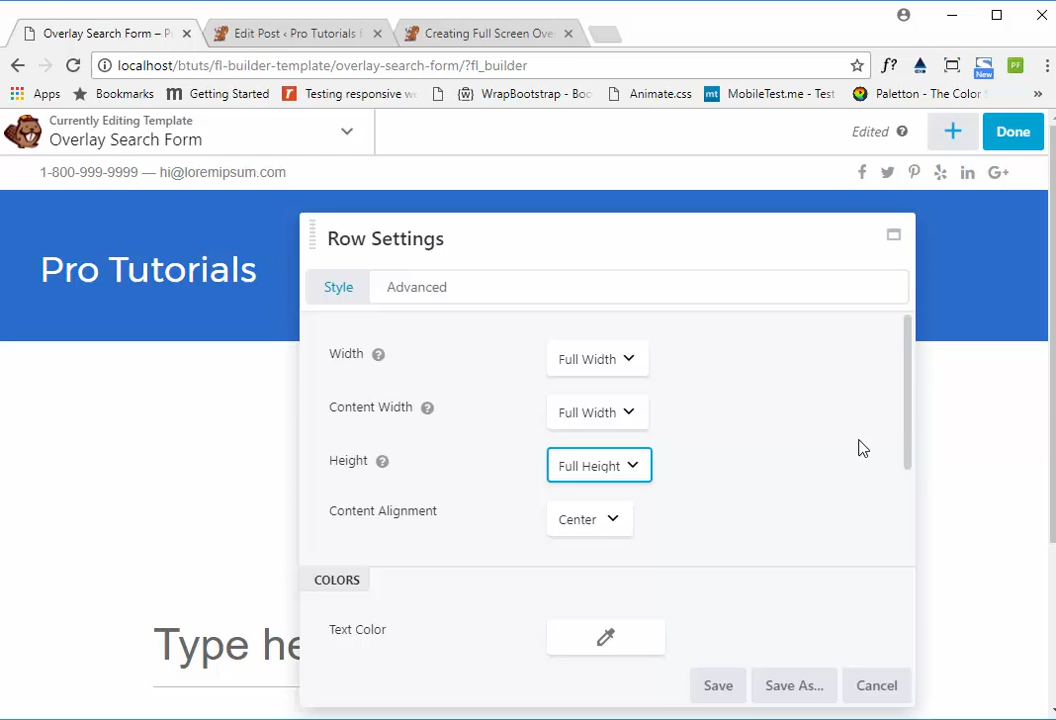 Overlay Search Form – P
Edit Post ‹ Pro Tutorials
Creating Full Screen Ove
localhost/btuts/fl-builder-template/overlay-search-form/?fl_builder
f?
New
PF
Apps
Bookmarks
Getting Started
Testing responsive w
WrapBootstrap - Boo
Animate.css
mt
MobileTest.me - Test
Paletton - The Color
»
Currently Editing Template
Overlay Search Form
Edited
+
Done
1-800-999-9999 — hi@loremipsum.com
Pro Tutorials
Row Settings
Style
Advanced
Width
Full Width
Content Width
Full Width
Height
Full Height
Content Alignment
Center
COLORS
Text Color
Type he
Save
Save As...
Cancel